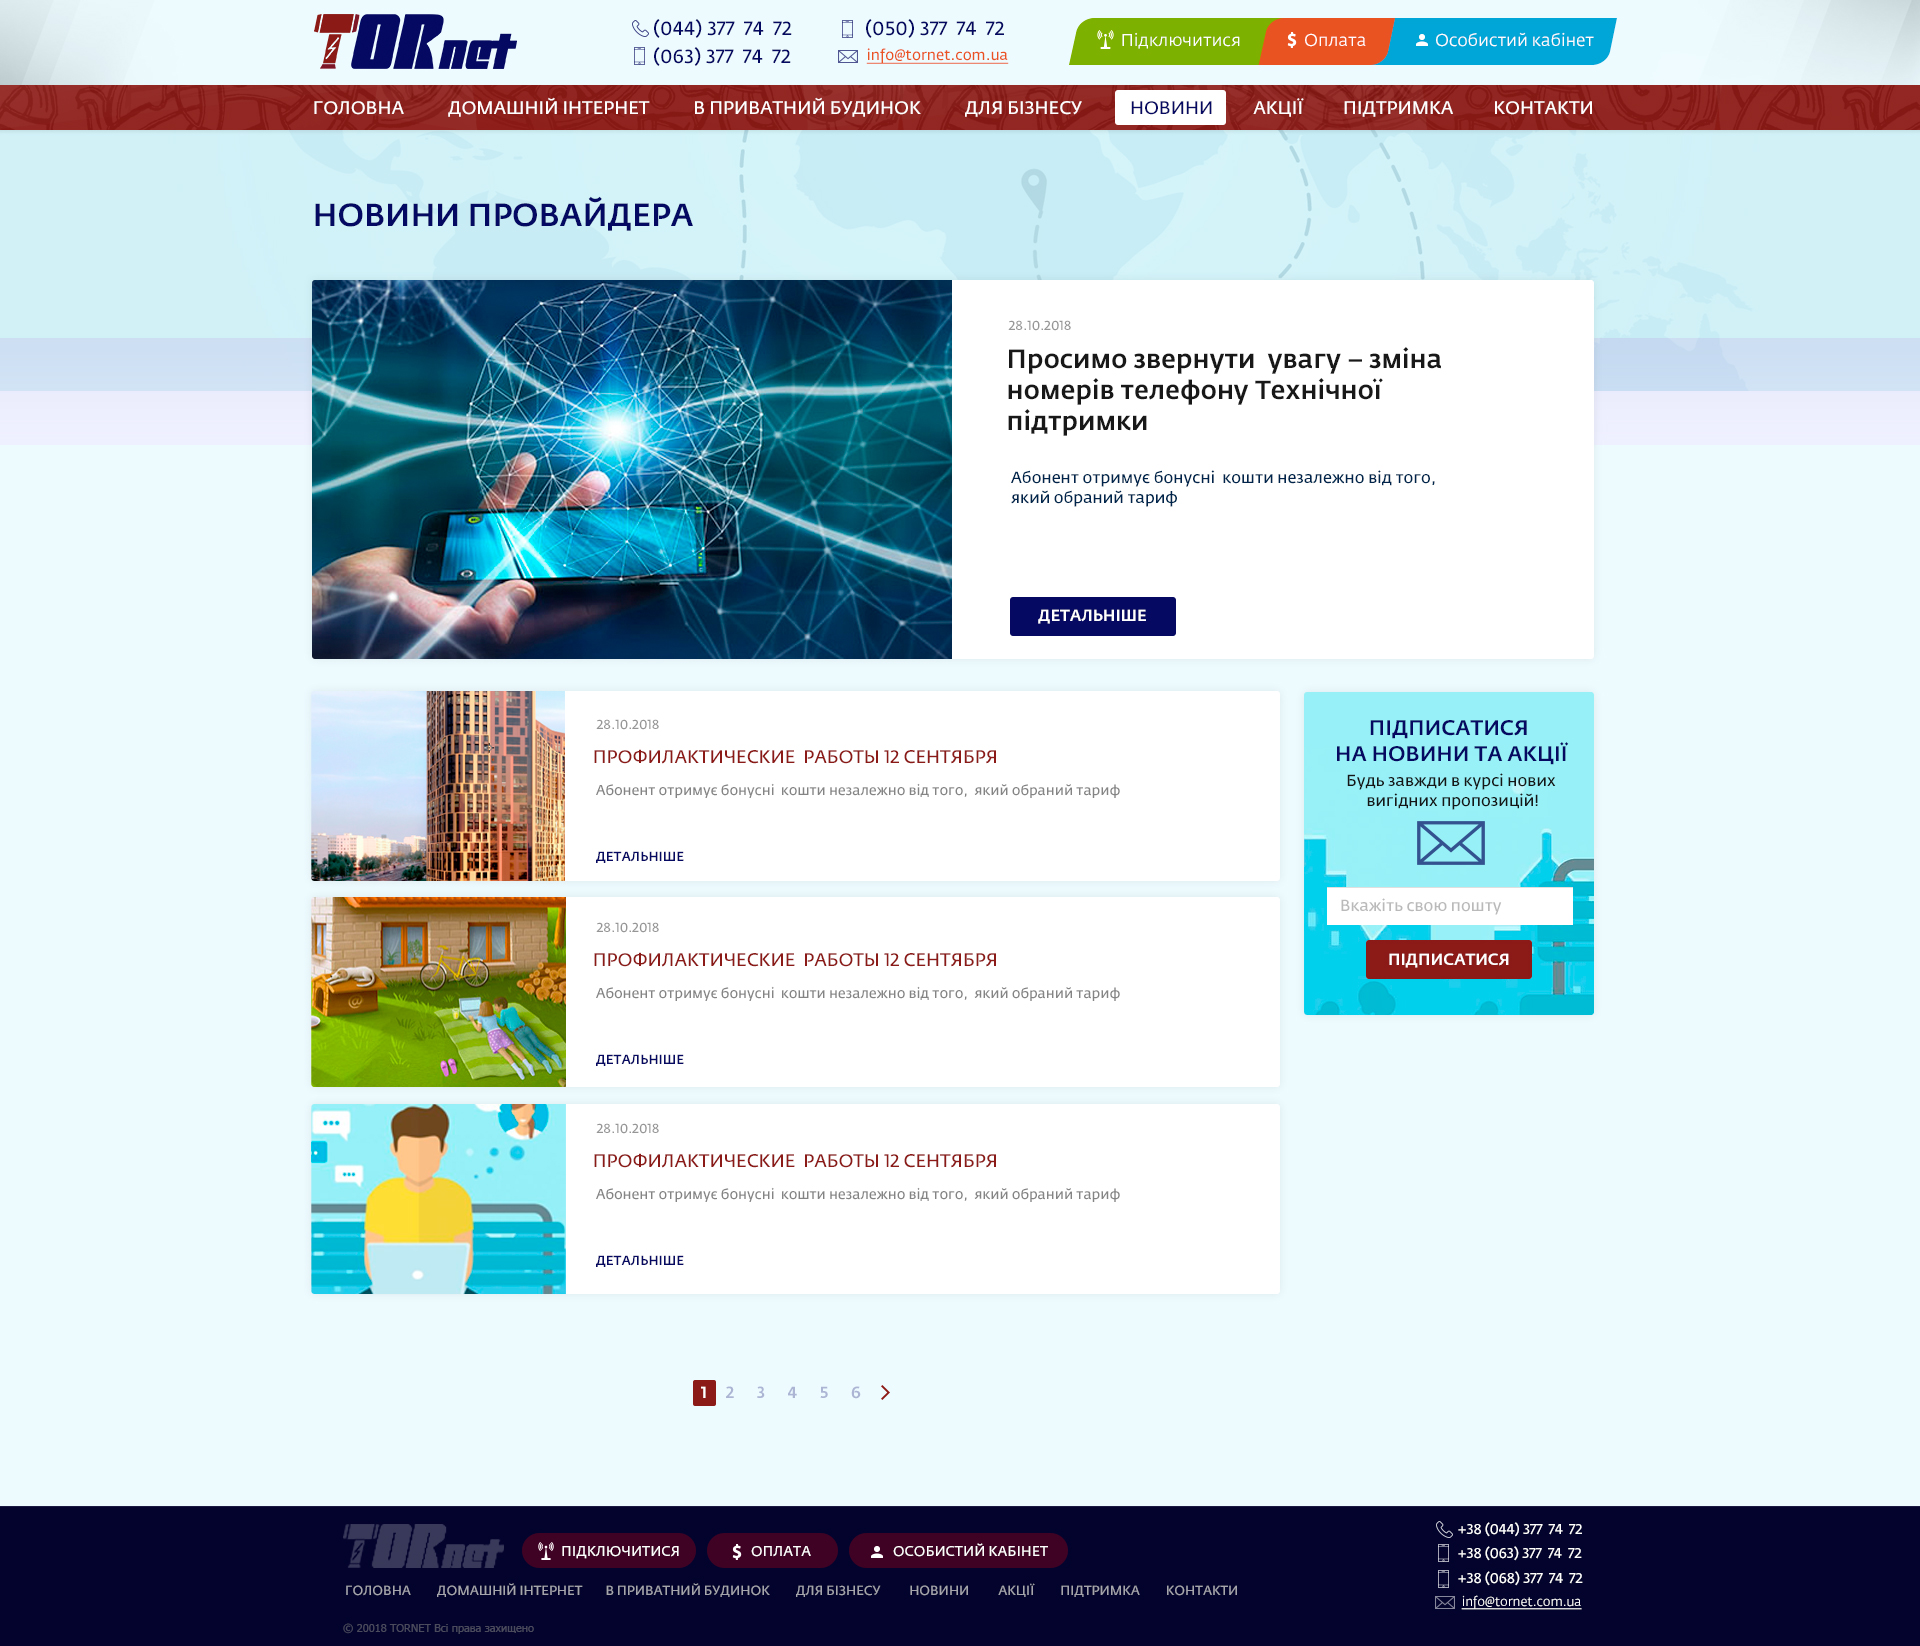 TORnet
(044) 377 74 72
(050) 377 74 72
(063) 377 74 72
info@tornet.com.ua
Підключитися
Оплата
Особистий кабінет
ГОЛОВНА ДОМАШНІЙ ІНТЕРНЕТ В ПРИВАТНИЙ БУДИНОК ДЛЯ БІЗНЕСУ НОВИНИ АКЦІЇ ПІДТРИМКА КОНТАКТИ
НОВИНИ ПРОВАЙДЕРА
28.10.2018
Просимо звернути увагу – зміна
номерів телефону Технічної
підтримки
Абонент отримує бонусні кошти незалежно від того,
який обраний тариф
ДЕТАЛЬНІШЕ
28.10.2018
ПРОФИЛАКТИЧЕСКИЕ РАБОТЫ 12 СЕНТЯБРЯ
Абонент отримує бонусні кошти незалежно від того, який обраний тариф
ДЕТАЛЬНІШЕ
28.10.2018
ПРОФИЛАКТИЧЕСКИЕ РАБОТЫ 12 СЕНТЯБРЯ
Абонент отримує бонусні кошти незалежно від того, який обраний тариф
ДЕТАЛЬНІШЕ
28.10.2018
ПРОФИЛАКТИЧЕСКИЕ РАБОТЫ 12 СЕНТЯБРЯ
Абонент отримує бонусні кошти незалежно від того, який обраний тариф
ДЕТАЛЬНІШЕ
ПІДПИСАТИСЯ
НА НОВИНИ ТА АКЦІЇ
Будь завжди в курсі нових
вигідних пропозицій!
Вкажіть свою пошту
ПІДПИСАТИСЯ
1 2 3 4 5 6
TORnet
ПІДКЛЮЧИТИСЯ
ОПЛАТА
ОСОБИСТИЙ КАБІНЕТ
ГОЛОВНА ДОМАШНІЙ ІНТЕРНЕТ В ПРИВАТНИЙ БУДИНОК ДЛЯ БІЗНЕСУ НОВИНИ АКЦІЇ ПІДТРИМКА КОНТАКТИ
© 20018 TORNET Всі права захищено
+38 (044) 377 74 72
+38 (063) 377 74 72
+38 (068) 377 74 72
info@tornet.com.ua